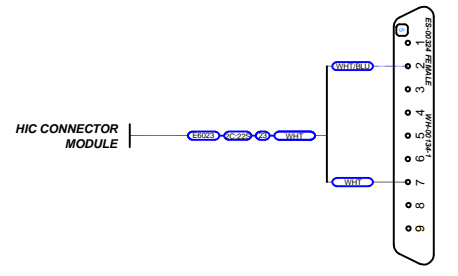 HIC CONNECTOR
MODULE
E6023
2C:22S
23
WHT
WHT/BLU
WHT
ES-00324 FEMALE
WH-00134-1
1
2
3
4
5
6
7
8
9